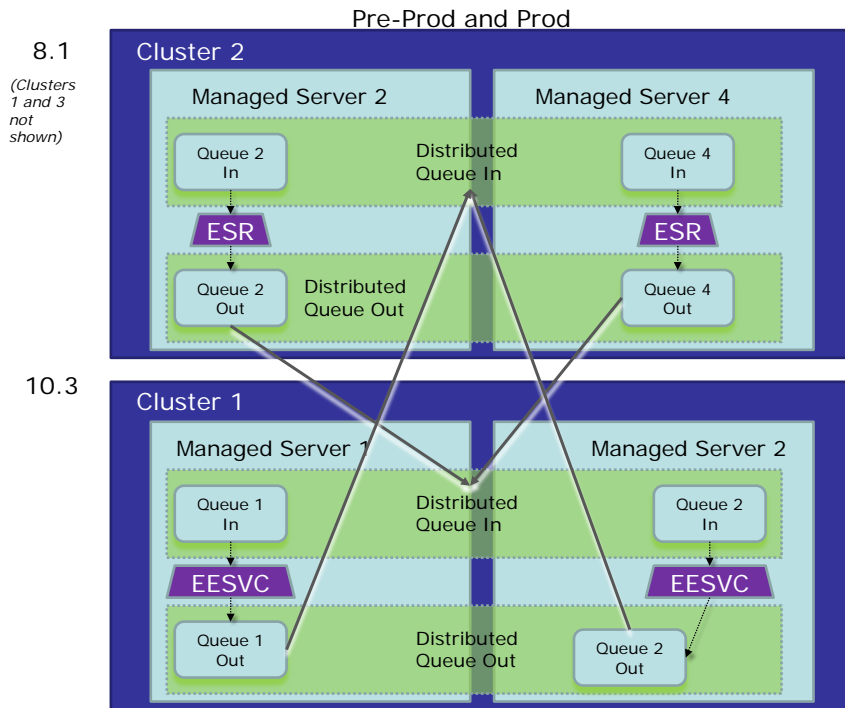 Pre-Prod and Prod
8.1
(Clusters
1 and 3
not
shown)
Cluster 2
Managed Server 2
Managed Server 4
Queue 2
In
Distributed
Queue In
Queue 4
In
ESR
ESR
Queue 2
Out
Distributed
Queue Out
Queue 4
Out
10.3
Cluster 1
Managed Server 1
Managed Server 2
Queue 1
In
Distributed
Queue In
Queue 2
In
EESVC
EESVC
Queue 1
Out
Distributed
Queue Out
Queue 2
Out